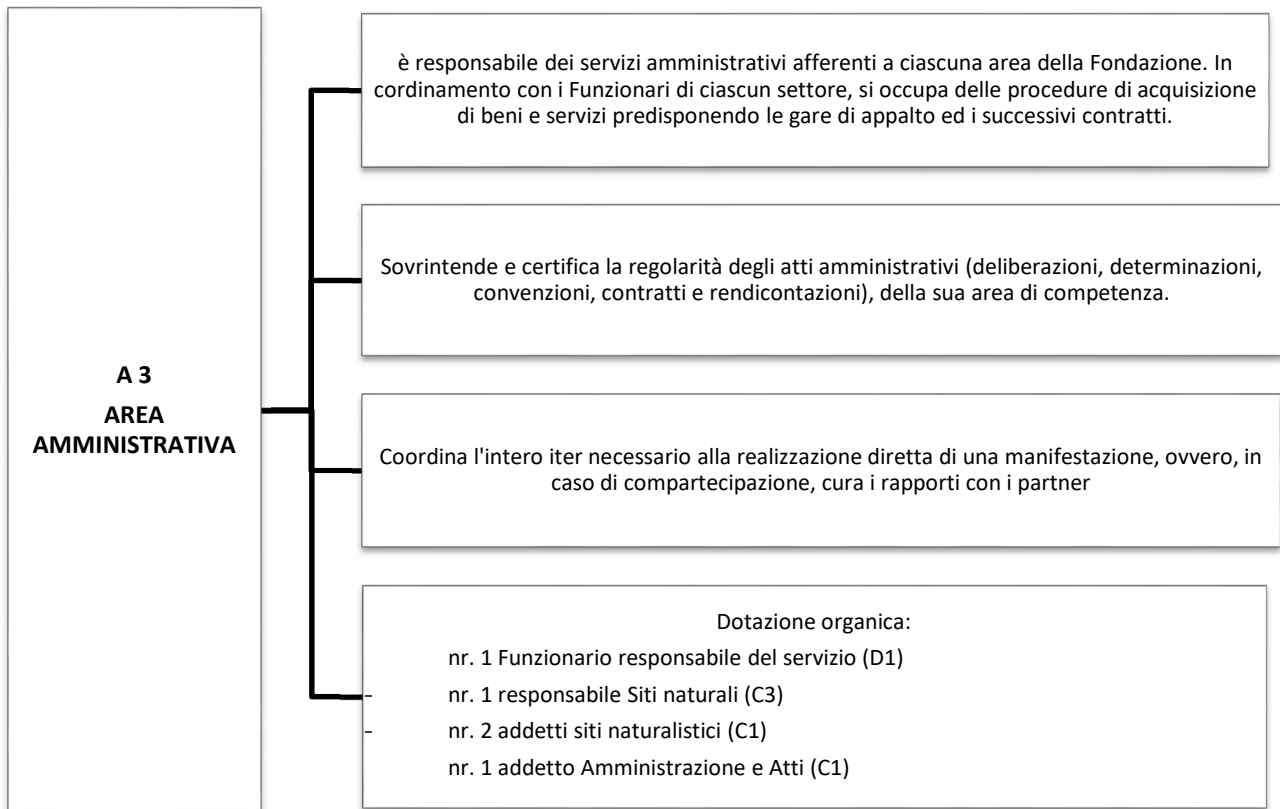 A 3
AREA
AMMINISTRATIVA
è responsabile dei servizi amministrativi afferenti a ciascuna area della Fondazione. In
cordinamento con i Funzionari di ciascun settore, si occupa delle procedure di acquisizione
di beni e servizi predisponendo le gare di appalto ed i successivi contratti.
Sovrintende e certifica la regolarità degli atti amministrativi (deliberazioni, determinazioni,
convenzioni, contratti e rendicontazioni), della sua area di competenza.
Coordina l'intero iter necessario alla realizzazione diretta di una manifestazione, ovvero, in
caso di compartecipazione, cura i rapporti con i partner
Dotazione organica:
nr. 1 Funzionario responsabile del servizio (D1)
- nr. 1 responsabile Siti naturali (C3)
- nr. 2 addetti siti naturalistici (C1)
nr. 1 addetto Amministrazione e Atti (C1)